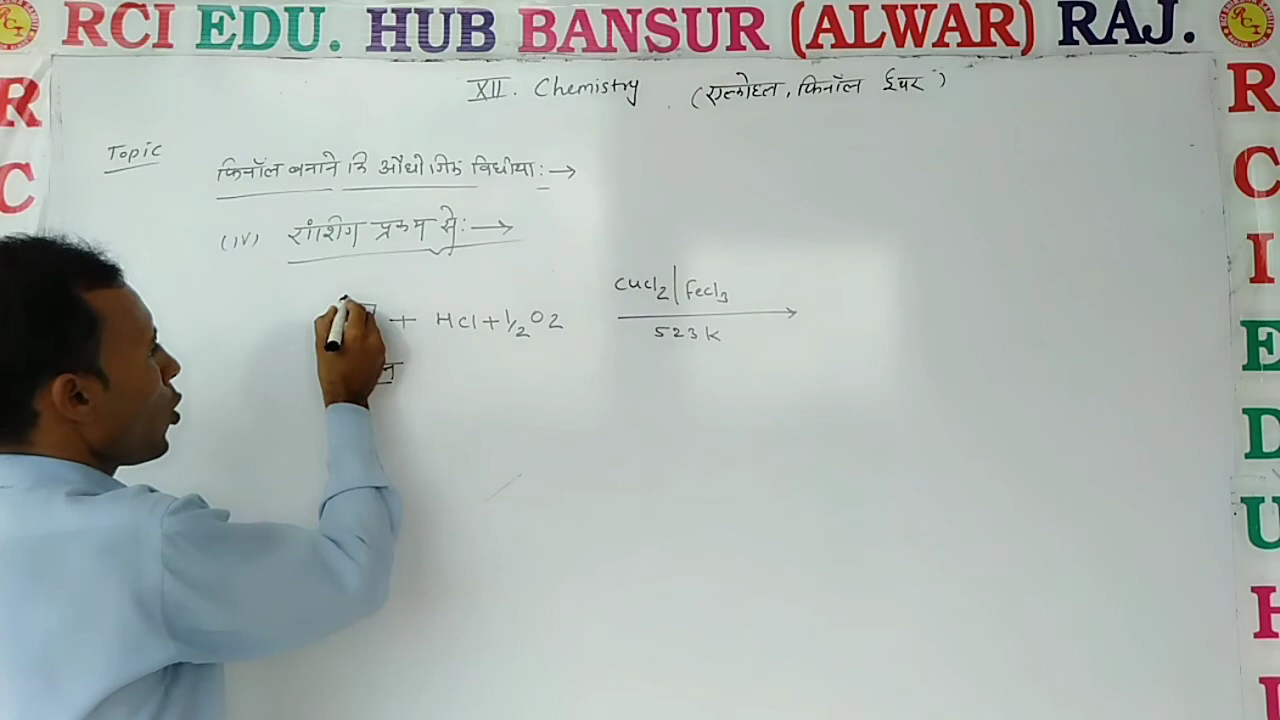 RCI EDU. HUB BANSUR (ALWAR) RAJ.
XII. Chemistry (एल्कोहल, फिनॉल ईथर)
Topic
फिनॉल बनाने कि औधोगिक विधीया :→
(IV) रांशिग प्रक्रम से :→
+ HCl + 1/2 O2
CuCl2 | FeCl3
523 K
R
C
R
C
I
E
D
U
H